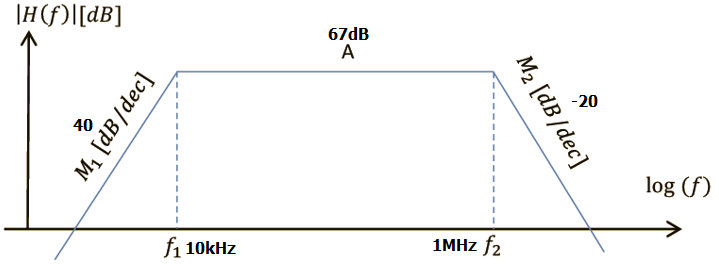 |H(f)|[dB]
67dB
A
40
M₁ [dB/dec]
M₂ [dB/dec]
-20
log (f)
f₁ 10kHz
1MHz f₂